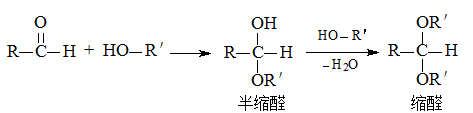 O
R—C—H + HO—R′ → R—C—H HO—R′ −H₂O R—C—H
OH
OR′
OR′
OR′
半缩醛 缩醛